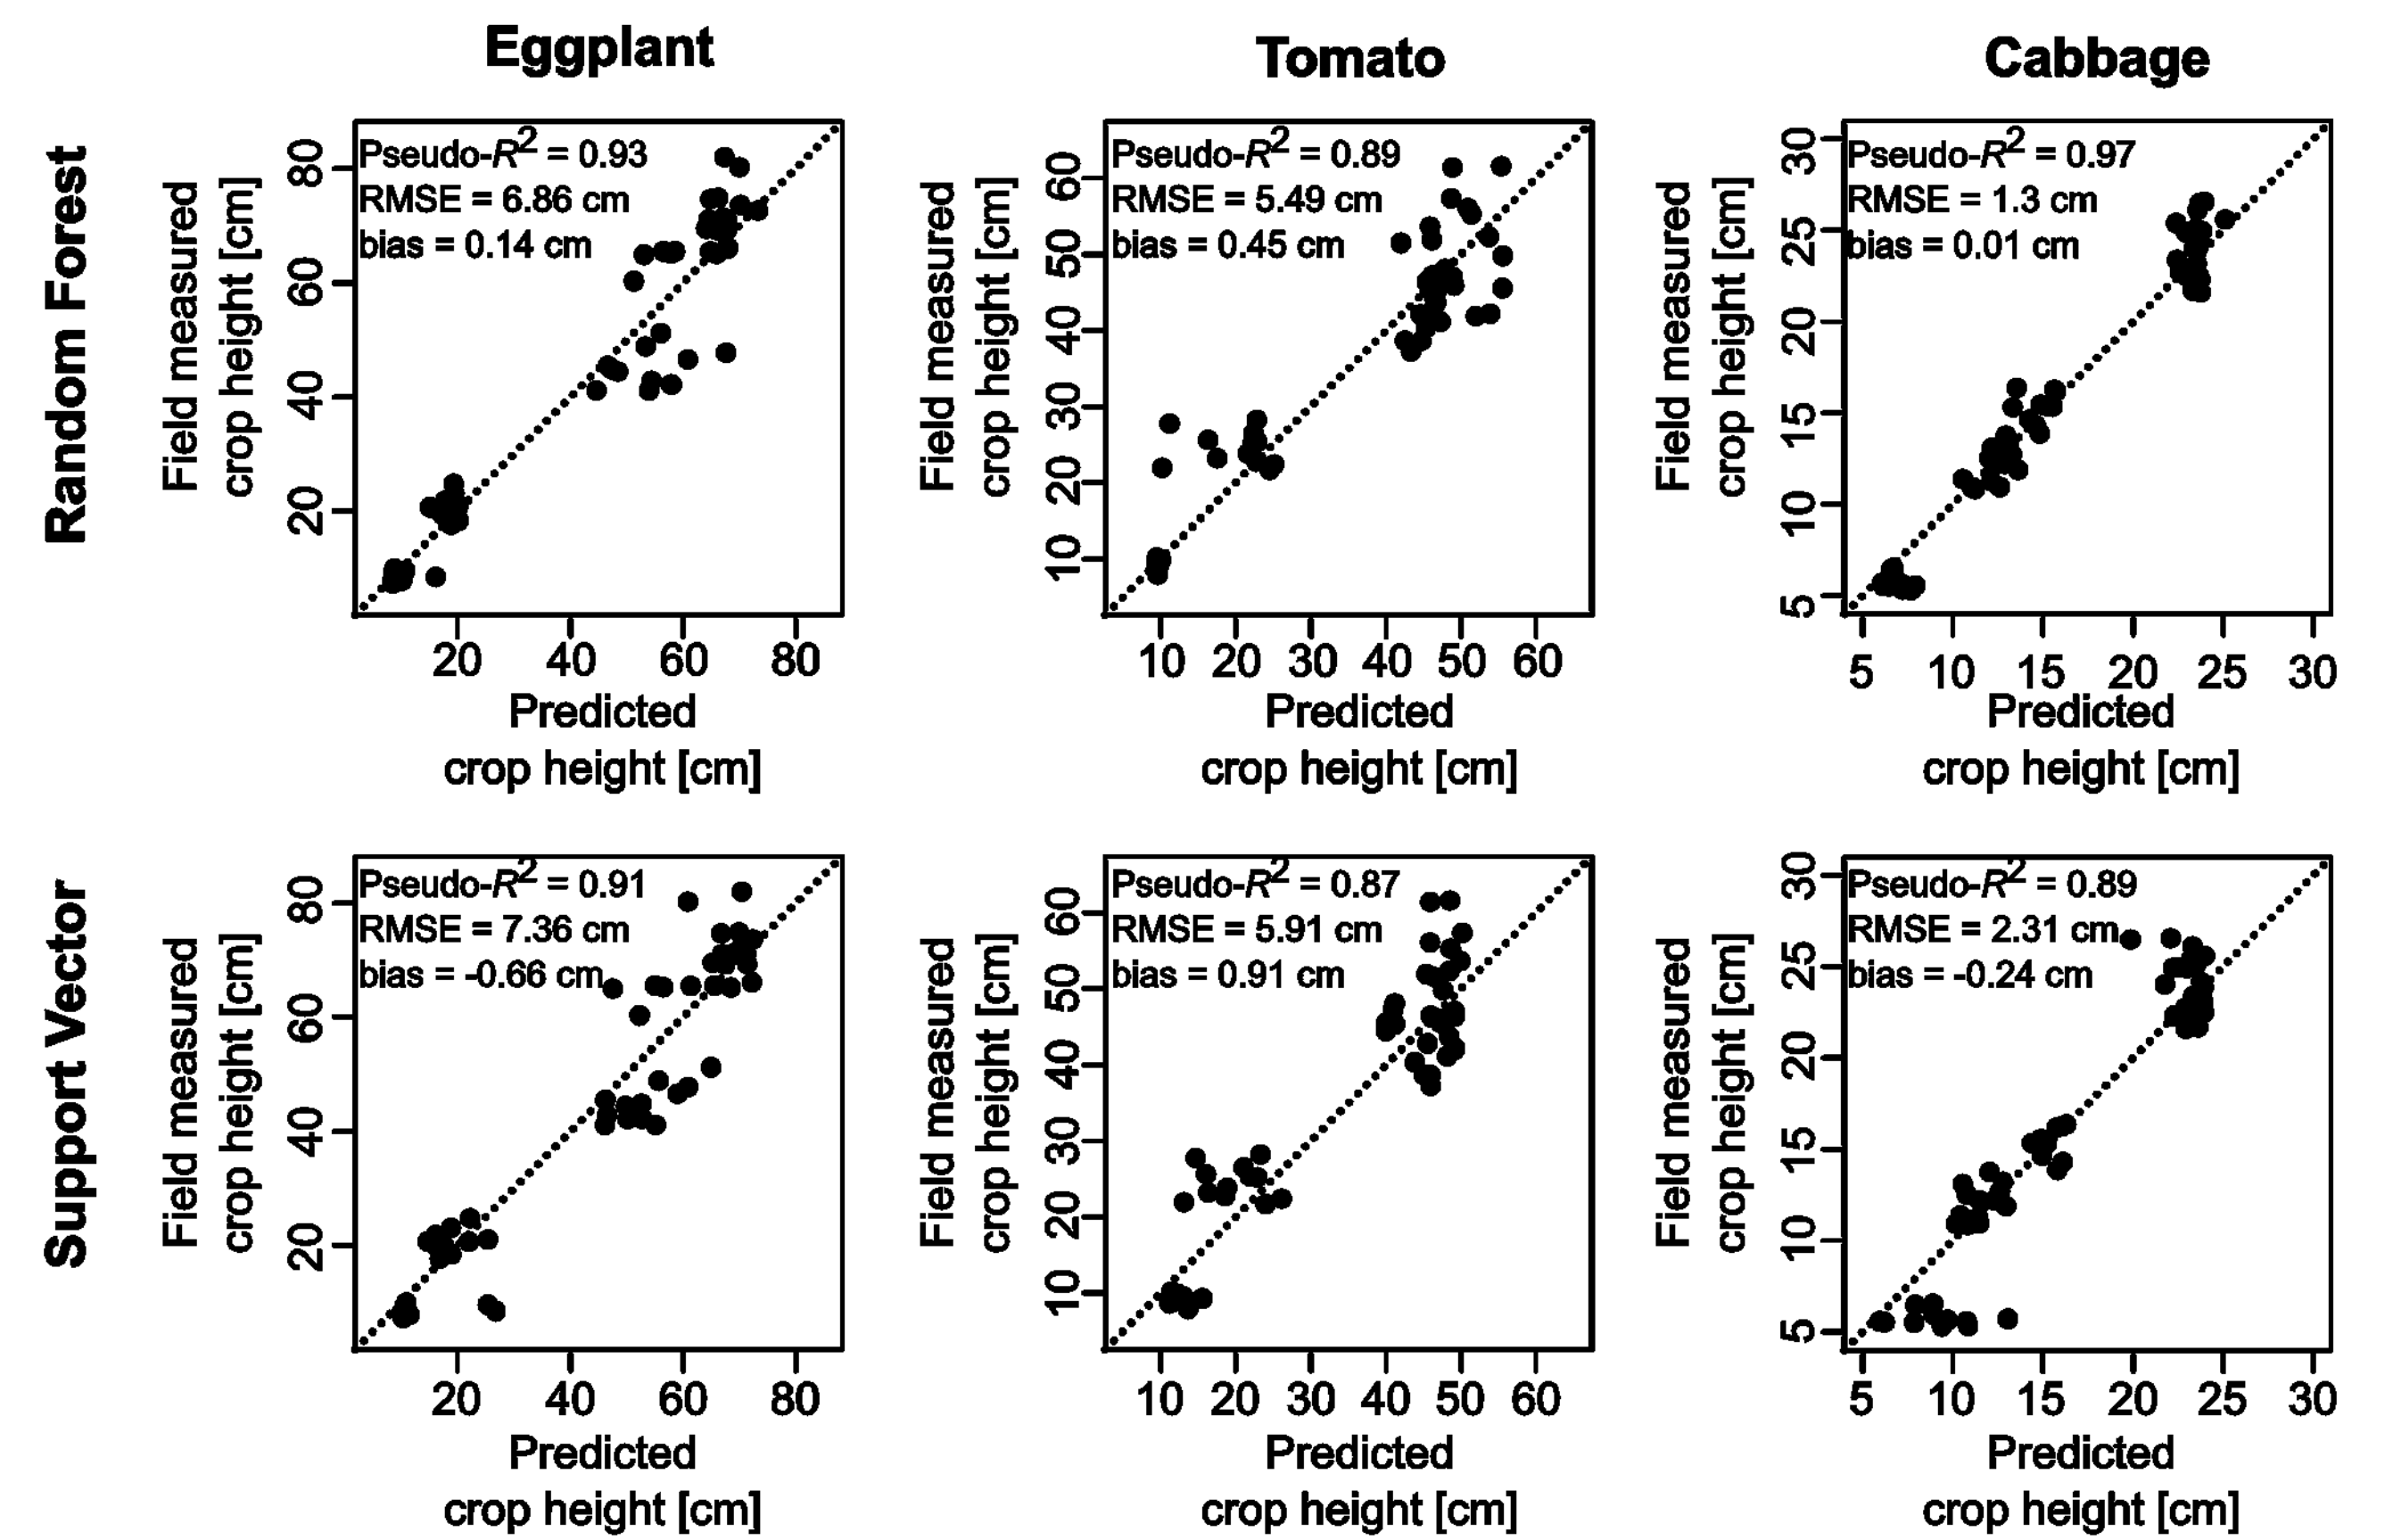 Eggplant
Tomato
Cabbage
Random Forest
Field measured
crop height [cm]
80
60
40
20
Pseudo-R² = 0.93
RMSE = 6.86 cm
bias = 0.14 cm
20 40 60 80
Predicted
crop height [cm]
Field measured
crop height [cm]
60
50
40
30
20
10
Pseudo-R² = 0.89
RMSE = 5.49 cm
bias = 0.45 cm
10 20 30 40 50 60
Predicted
crop height [cm]
Field measured
crop height [cm]
30
25
20
15
10
5
Pseudo-R² = 0.97
RMSE = 1.3 cm
bias = 0.01 cm
5 10 15 20 25 30
Predicted
crop height [cm]
Support Vector
Field measured
crop height [cm]
80
60
40
20
Pseudo-R² = 0.91
RMSE = 7.36 cm
bias = -0.66 cm
20 40 60 80
Predicted
crop height [cm]
Field measured
crop height [cm]
60
50
40
30
20
10
Pseudo-R² = 0.87
RMSE = 5.91 cm
bias = 0.91 cm
10 20 30 40 50 60
Predicted
crop height [cm]
Field measured
crop height [cm]
30
25
20
15
10
5
Pseudo-R² = 0.89
RMSE = 2.31 cm
bias = -0.24 cm
5 10 15 20 25 30
Predicted
crop height [cm]